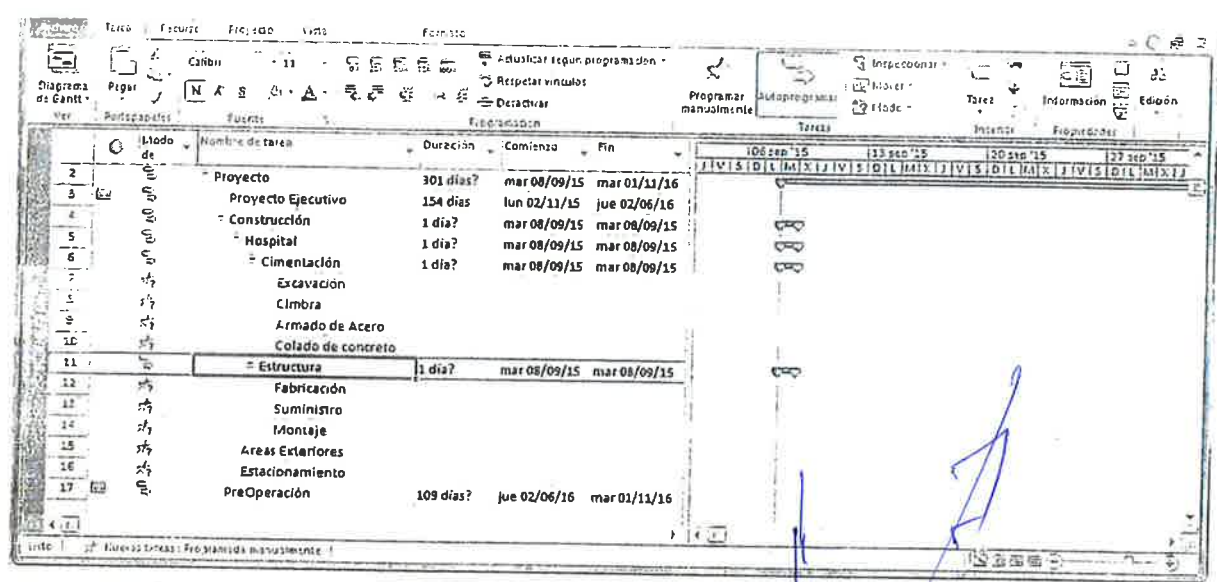 Archivo Tarea Recurso Proyecto Vista Formato
Calibri 11 Actualizar según programación
Respetar vínculos
Desactivar
Inspeccionar
Mover
Modo
Diagrama de Gantt Pegar N K S Programar manualmente Autoprogramar Tarea Información Edición
Ver Portapapeles Fuente Programación Tareas Insertar Propiedades
Modo de Nombre de tarea Duración Comienzo Fin 06 sep '15 13 sep '15 20 sep '15 27 sep '15
J V S D L M X J V S D L M X J V S D L M X J V S D L M X J
2 Proyecto 301 días? mar 08/09/15 mar 01/11/16
3 Proyecto Ejecutivo 154 días lun 02/11/15 jue 02/06/16
4 Construcción 1 día? mar 08/09/15 mar 08/09/15
5 Hospital 1 día? mar 08/09/15 mar 08/09/15
6 Cimentación 1 día? mar 08/09/15 mar 08/09/15
7 Excavación
8 Cimbra
9 Armado de Acero
10 Colado de concreto
11 Estructura 1 día? mar 08/09/15 mar 08/09/15
12 Fabricación
13 Suministro
14 Montaje
15 Areas Exteriores
16 Estacionamiento
17 PreOperación 109 días? jue 02/06/16 mar 01/11/16
Listo Nuevas tareas : Programada manualmente